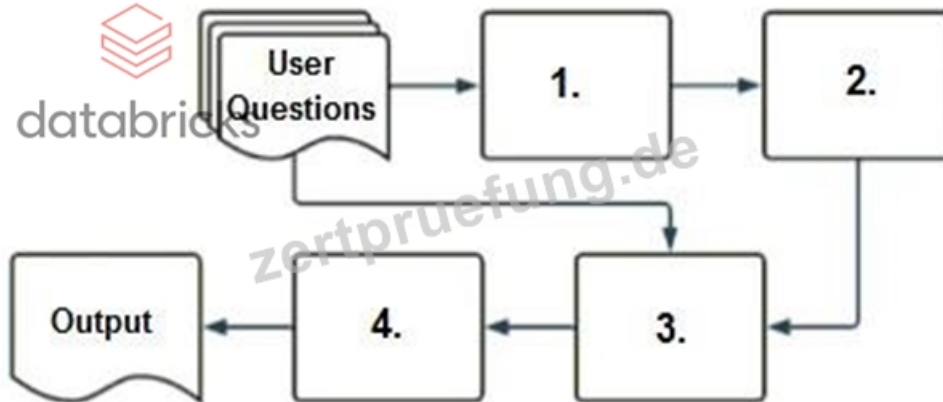 User
Questions
1.
2.
databricks
zertpruefung.de
Output
4.
3.